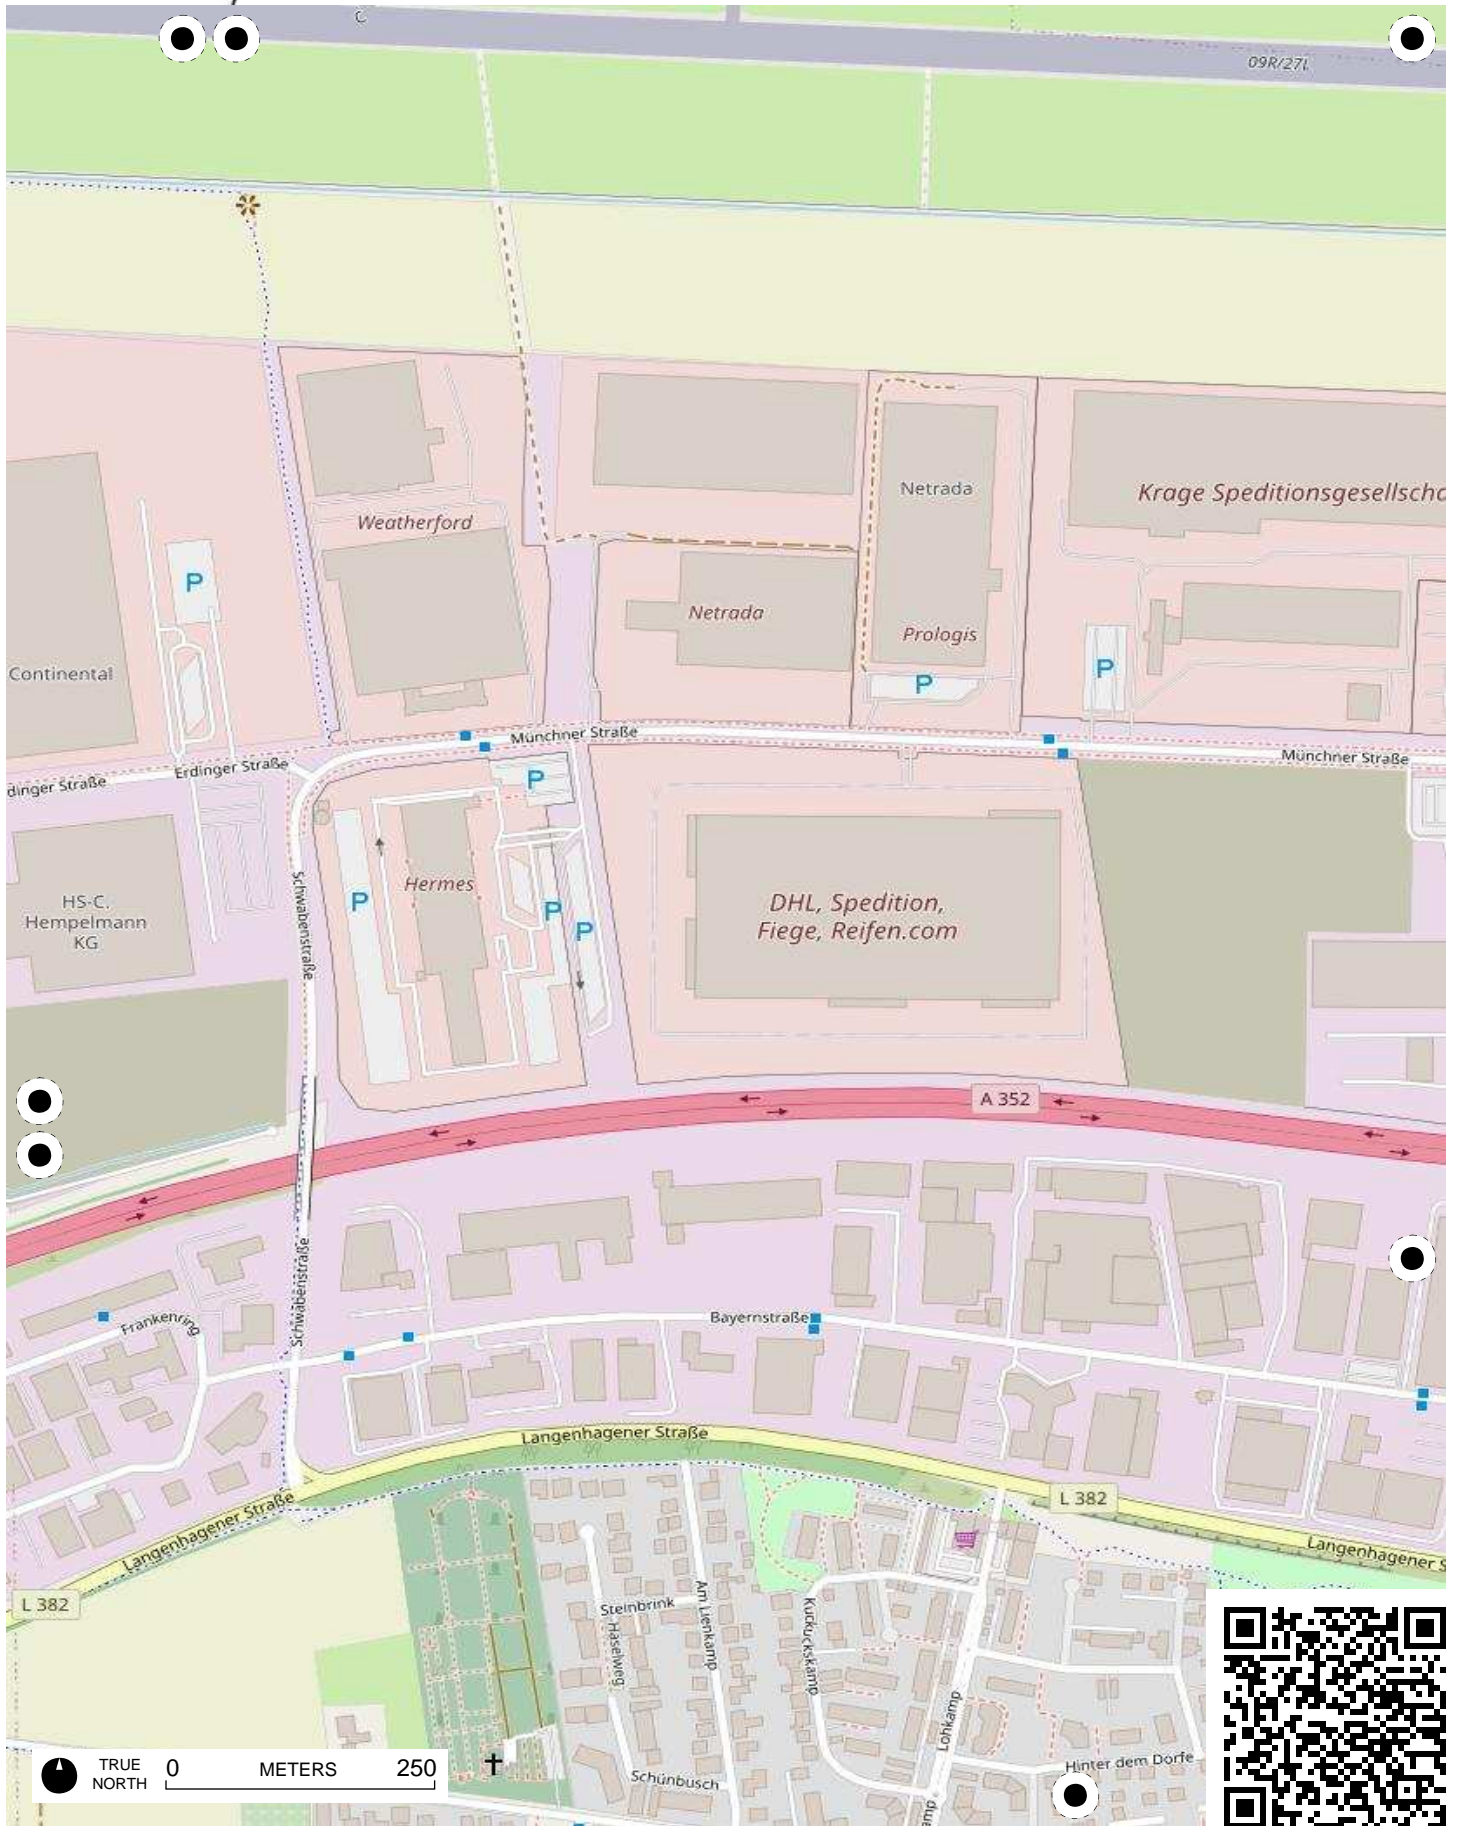 C
09R/27L
Netrada
Krage Speditionsgesellscha
Weatherford
P
Netrada
Prologis
Continental
P
P
Münchner Straße
Münchner Straße
Erdinger Straße
dinger Straße
P
Hermes
P
P
P
HS-C.
Hempelmann
KG
DHL, Spedition,
Fiege, Reifen.com
Schwabenstraße
A 352
Schwabenstraße
Frankenring
Bayernstraße
Langenhagener Straße
Langenhagener Straße
L 382
Langenhagener S
L 382
Steinbrink
Haselweg
Am Lienkamp
Kuckuckskamp
Lohkamp
Hinter dem Dorfe
Schünbusch
amp
TRUE
NORTH
0 METERS 250